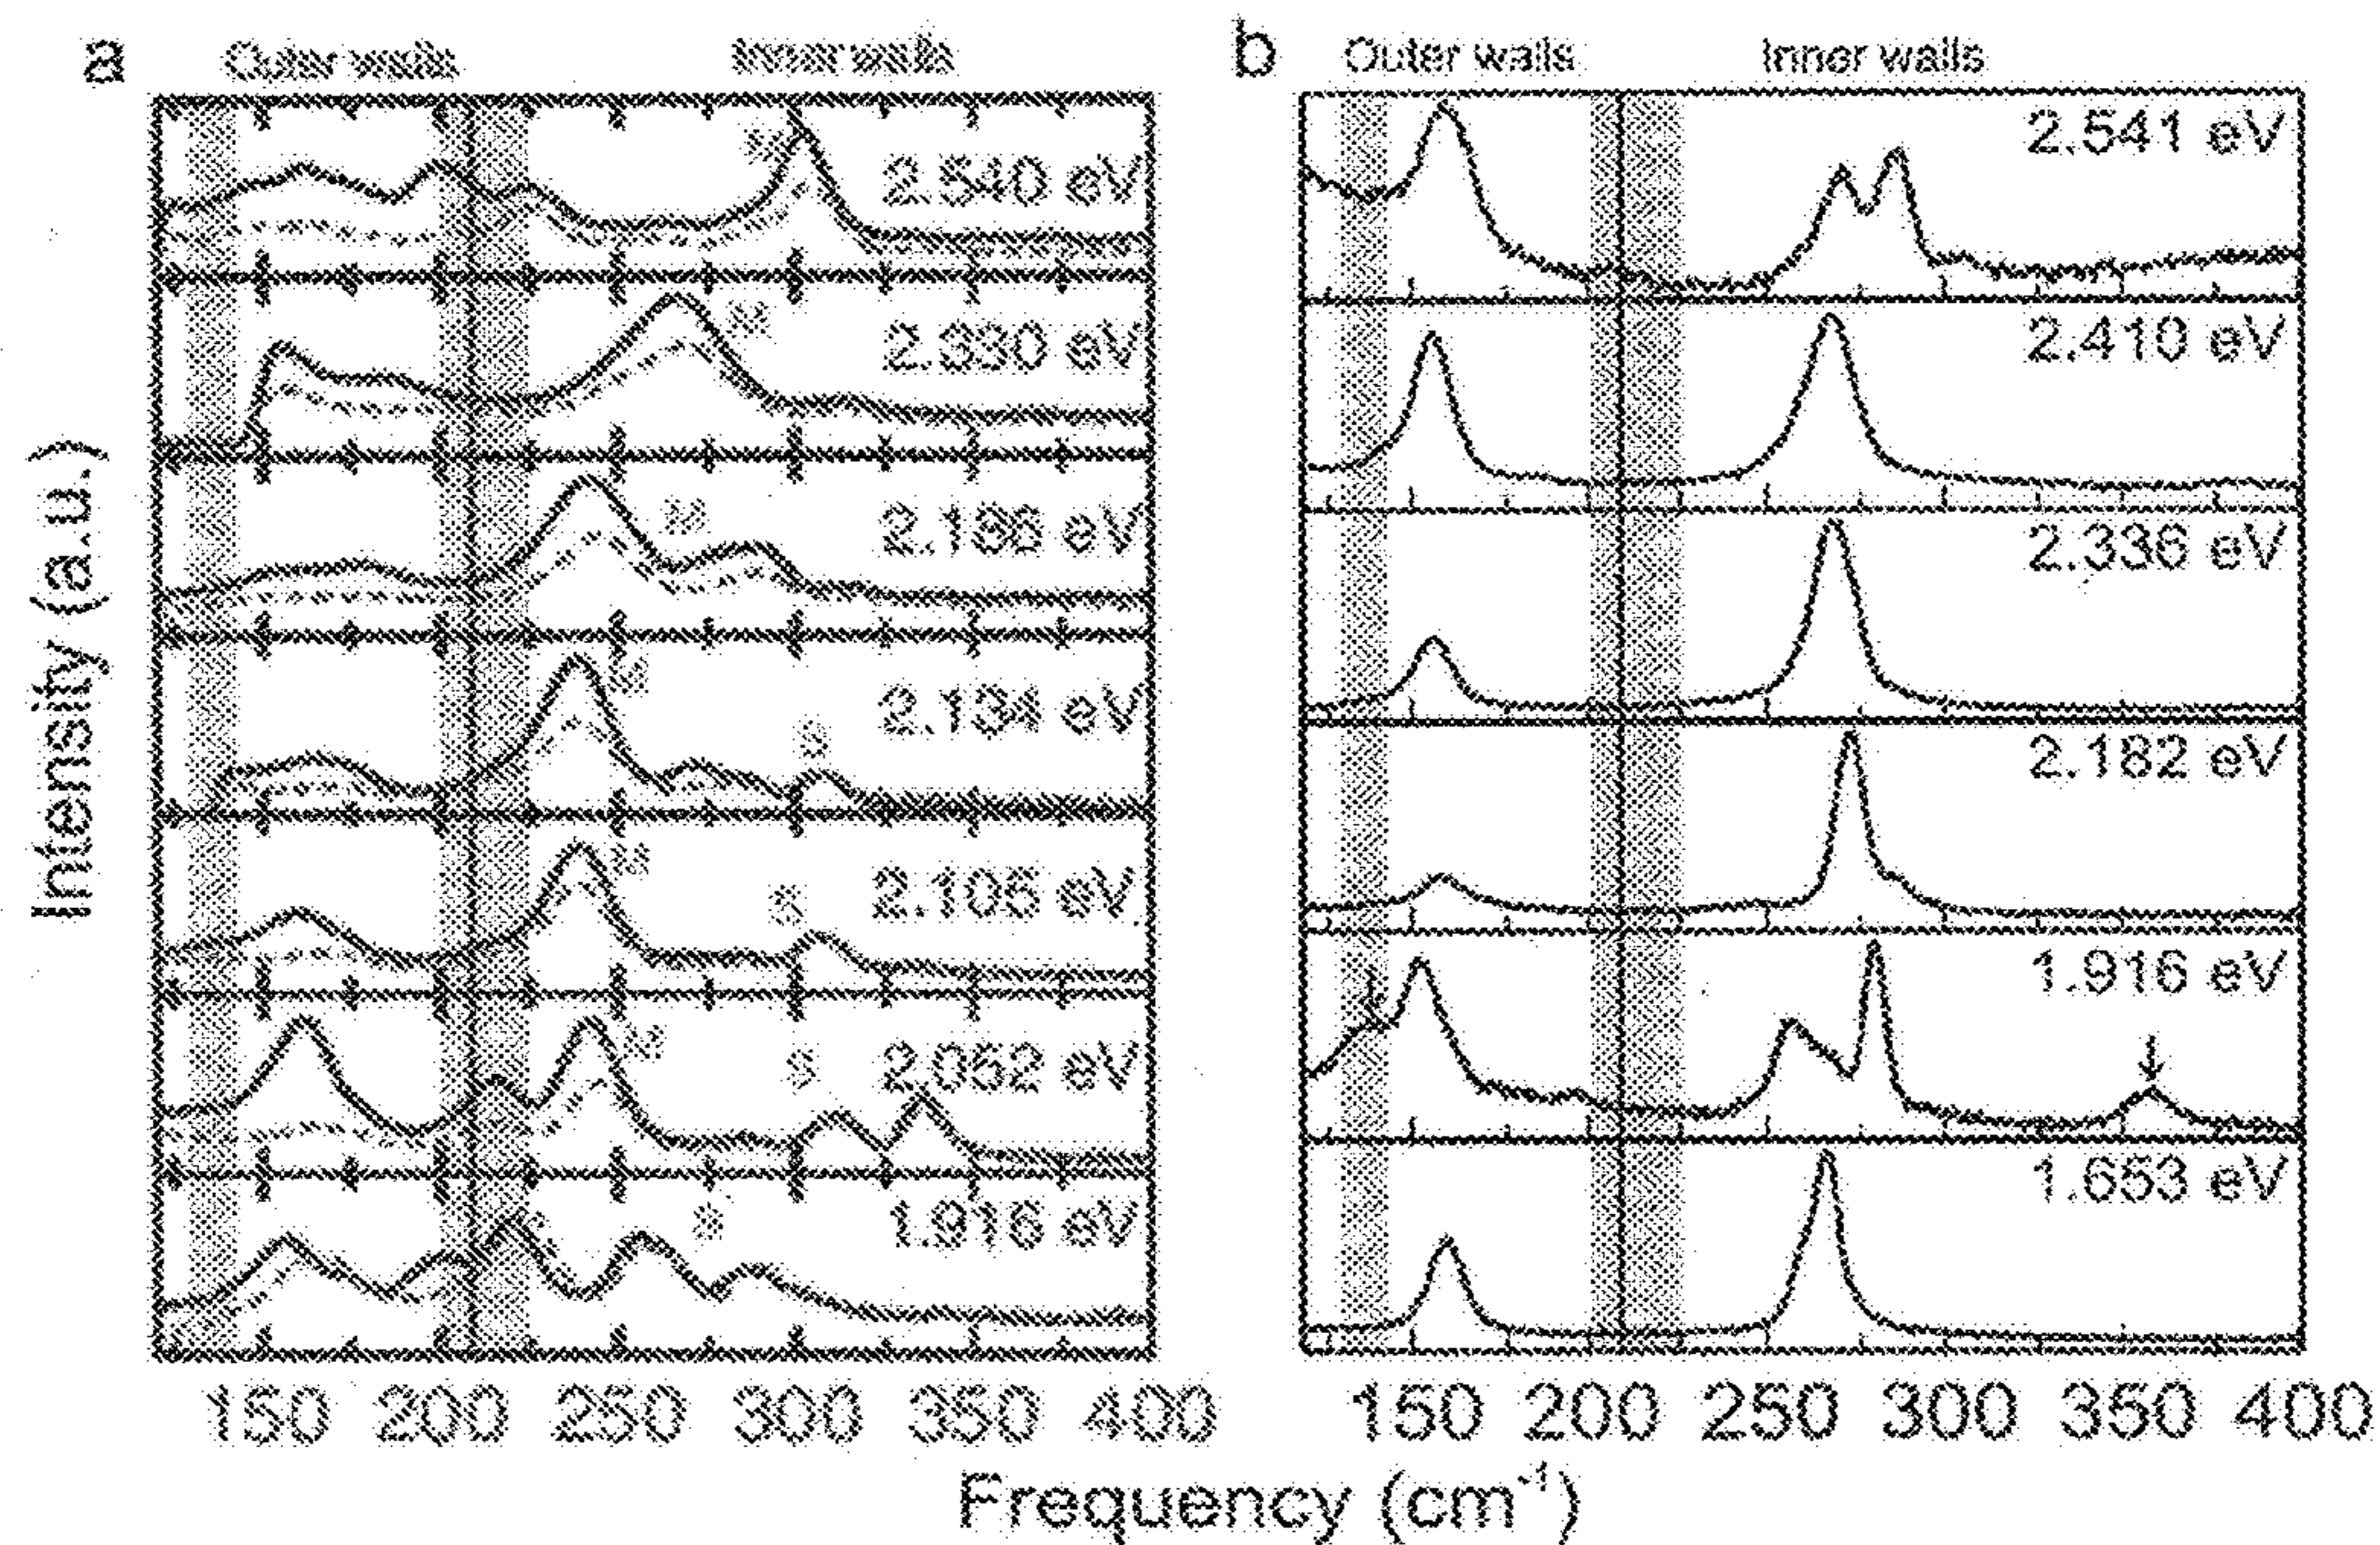 a
Outer walls
Inner walls
b
Outer walls
Inner walls
Intensity (a.u.)
M
2.540 eV
M
2.330 eV
M
2.186 eV
M
S
2.134 eV
M
S
2.105 eV
M
S
2.052 eV
S
1.916 eV
2.541 eV
2.410 eV
2.336 eV
2.182 eV
1.916 eV
1.653 eV
150 200 250 300 350 400
150 200 250 300 350 400
Frequency (cm⁻¹)